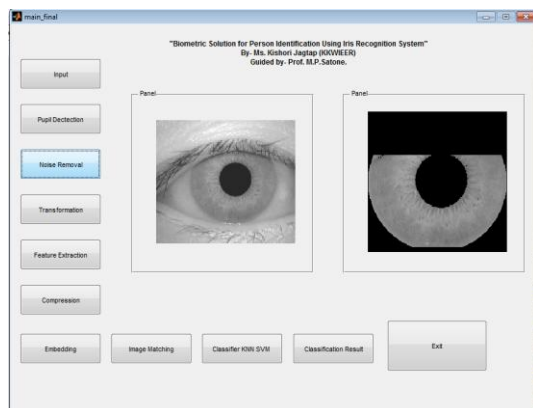 main_final
"Biometric Solution for Person Identification Using Iris Recognition System"
By- Ms. Kishori Jagtap (KKWIEER)
Guided by- Prof. M.P.Satone.
Input
Pupil Dectection
Noise Removal
Transformation
Feature Extraction
Compression
Panel
Panel
Embedding
Image Matching
Classifier KNN SVM
Classification Result
Exit